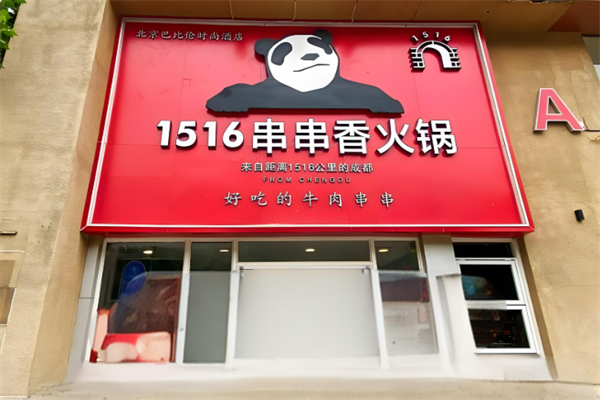 北京巴比伦时尚酒店
1516
1516串串香火锅
来自距离1516公里的成都
FROM CHENGDU
好吃的牛肉串串
A